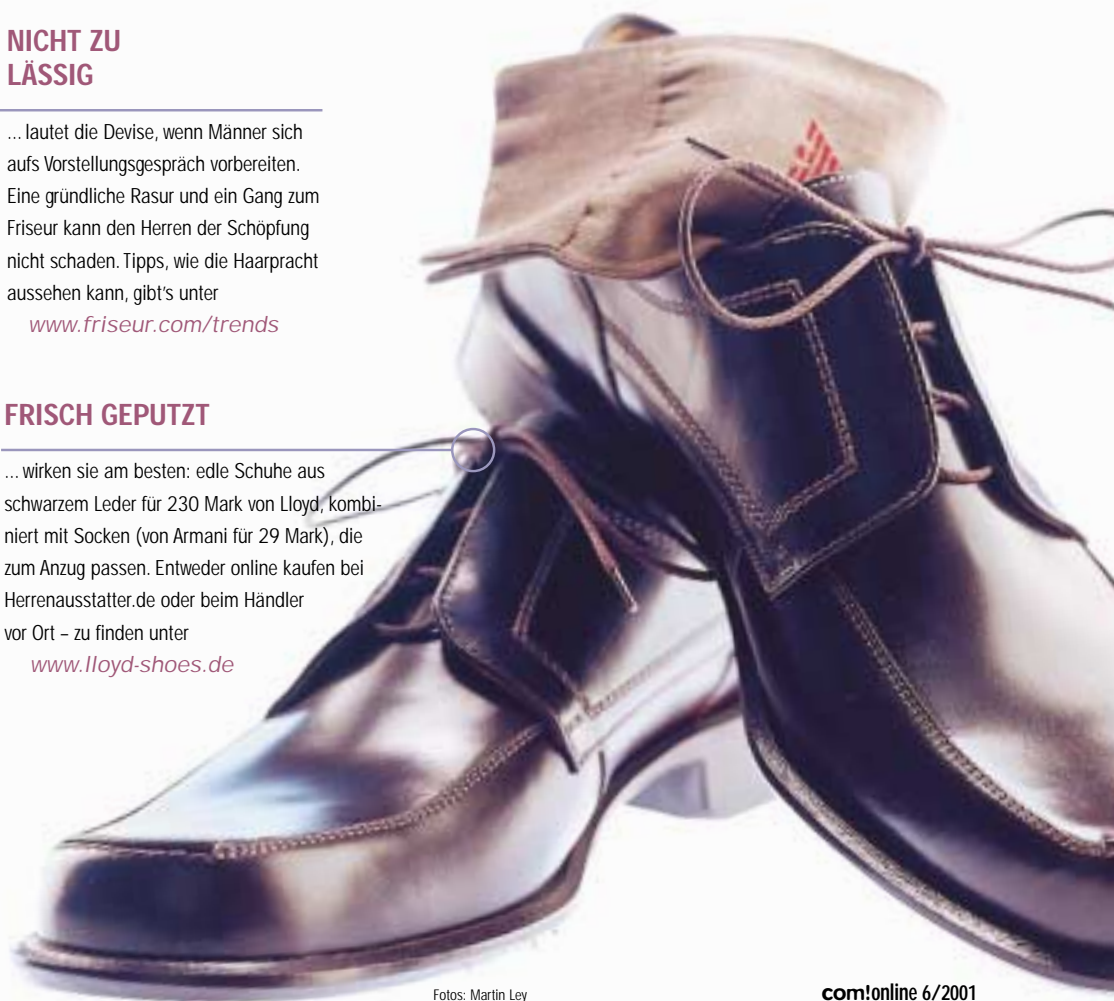 NICHT ZU
LÄSSIG
... lautet die Devise, wenn Männer sich
aufs Vorstellungsgespräch vorbereiten.
Eine gründliche Rasur und ein Gang zum
Friseur kann den Herren der Schöpfung
nicht schaden. Tipps, wie die Haarpracht
aussehen kann, gibt's unter
www.friseur.com/trends
FRISCH GEPUTZT
... wirken sie am besten: edle Schuhe aus
schwarzem Leder für 230 Mark von Lloyd, kombi-
niert mit Socken (von Armani für 29 Mark), die
zum Anzug passen. Entweder online kaufen bei
Herrenausstatter.de oder beim Händler
vor Ort – zu finden unter
www.lloyd-shoes.de
Fotos: Martin Ley
com!online 6/2001